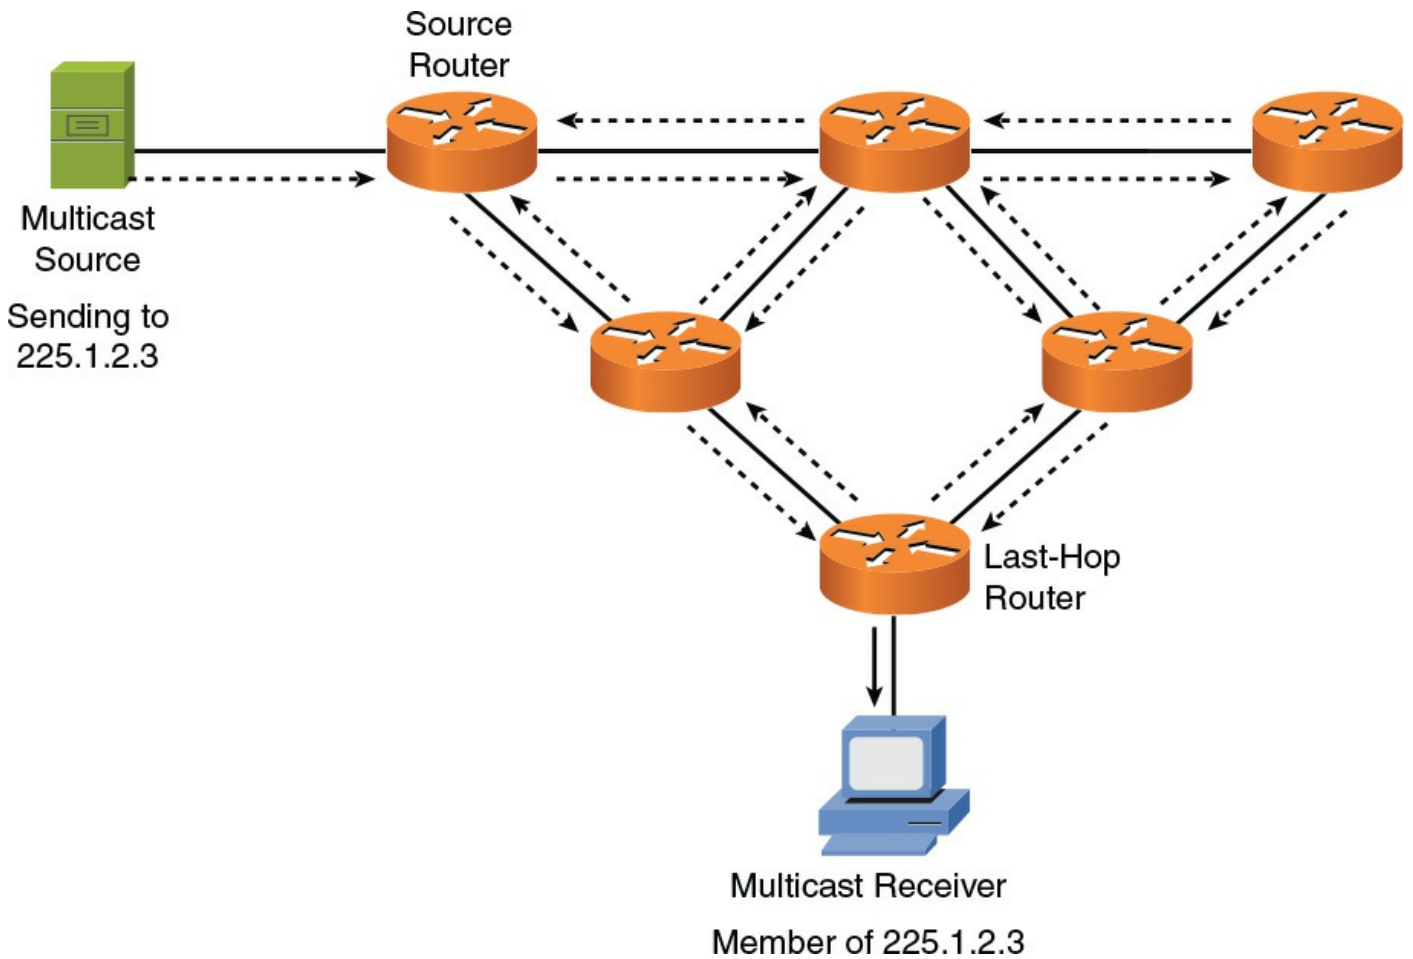 Source
Router
Multicast
Source
Sending to
225.1.2.3
Last-Hop
Router
Multicast Receiver
Member of 225.1.2.3